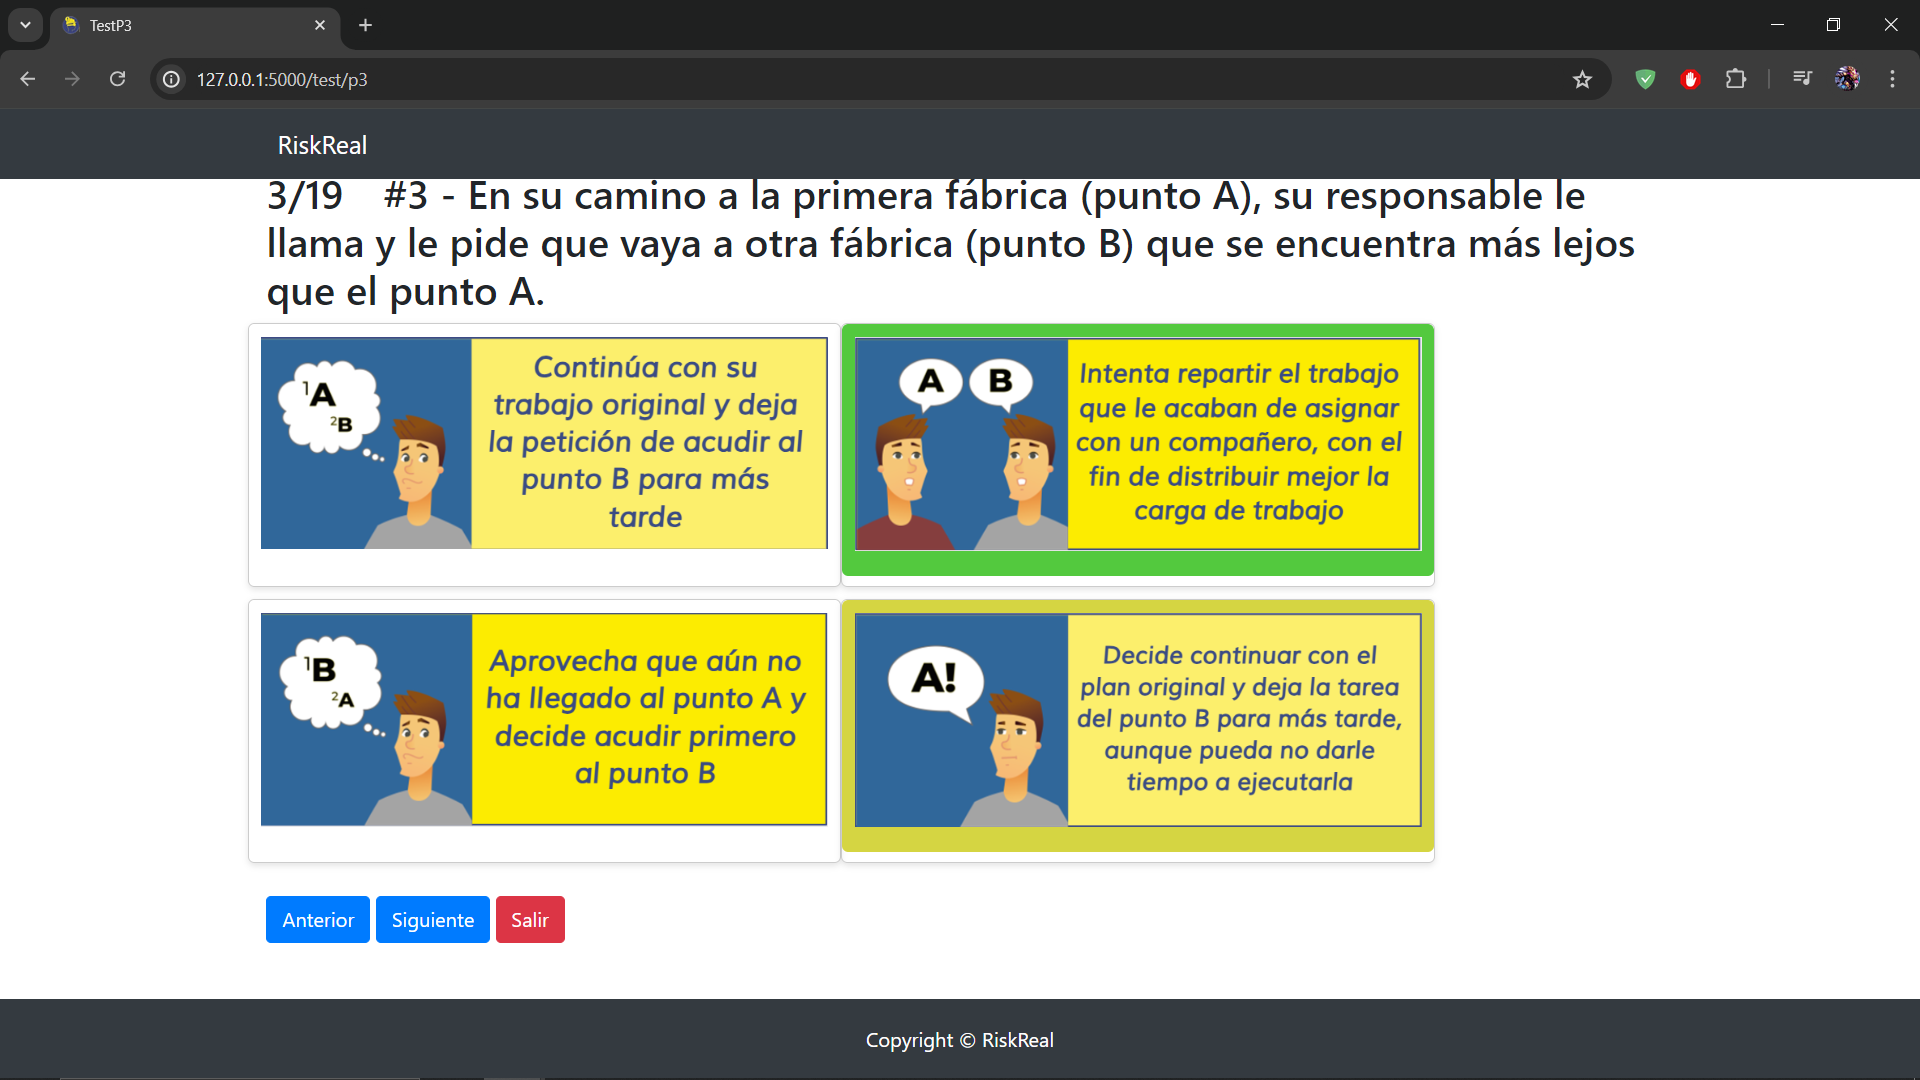 TestP3
127.0.0.1:5000/test/p3
RiskReal
3/19 #3 - En su camino a la primera fábrica (punto A), su responsable le
llama y le pide que vaya a otra fábrica (punto B) que se encuentra más lejos
que el punto A.
1A
2B
Continúa con su
trabajo original y deja
la petición de acudir al
punto B para más
tarde
A B
Intenta repartir el trabajo
que le acaban de asignar
con un compañero, con el
fin de distribuir mejor la
carga de trabajo
1B
2A
Aprovecha que aún no
ha llegado al punto A y
decide acudir primero
al punto B
A!
Decide continuar con el
plan original y deja la tarea
del punto B para más tarde,
aunque pueda no darle
tiempo a ejecutarla
Anterior Siguiente Salir
Copyright © RiskReal